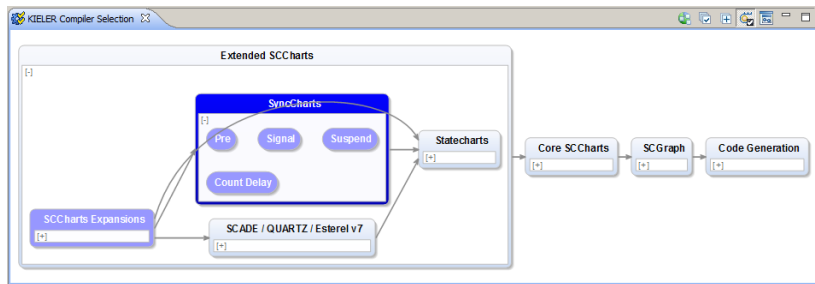 KIELER Compiler Selection
Extended SCCharts
[-]
SyncCharts
[-]
Pre
Signal
Suspend
Count Delay
Statecharts
[+]
Core SCCharts
[+]
SCGraph
[+]
Code Generation
[+]
SCCharts Expansions
[+]
SCADE / QUARTZ / Esterel v7
[+]